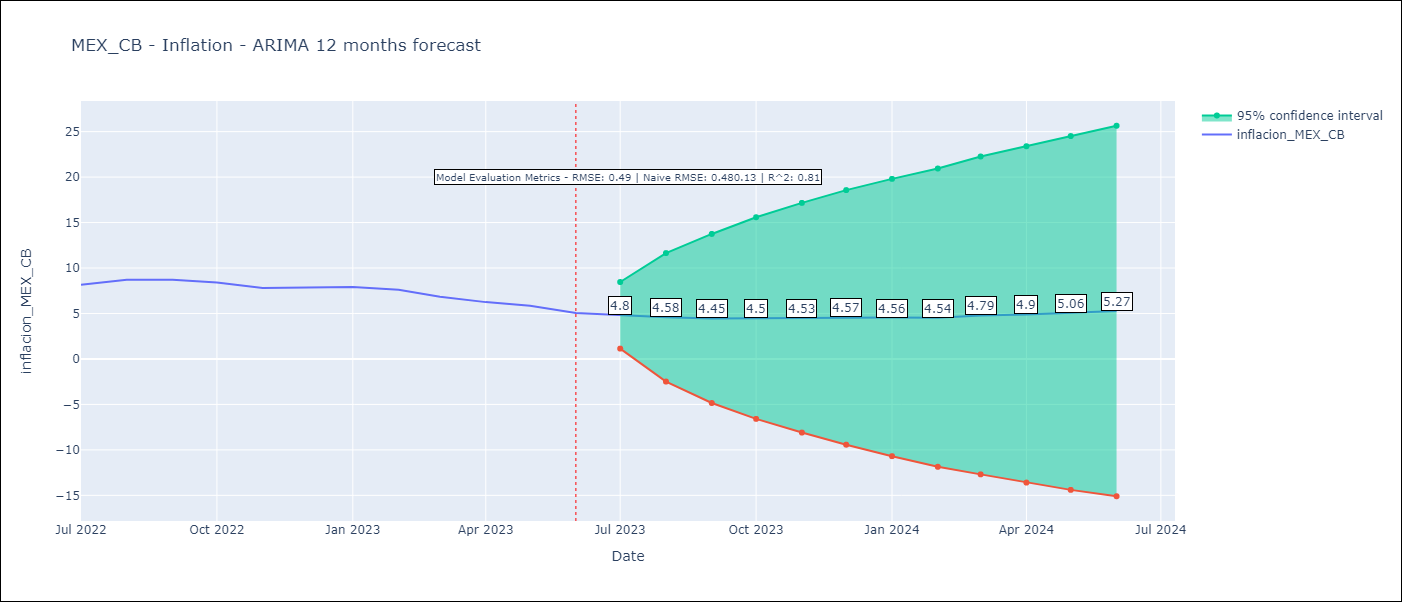 MEX_CB - Inflation - ARIMA 12 months forecast
95% confidence interval
inflacion_MEX_CB
Model Evaluation Metrics - RMSE: 0.49 | Naive RMSE: 0.480.13 | R^2: 0.81
inflacion_MEX_CB
25
20
15
10
5
0
−5
−10
−15
4.8
4.58
4.45
4.5
4.53
4.57
4.56
4.54
4.79
4.9
5.06
5.27
Jul 2022
Oct 2022
Jan 2023
Apr 2023
Jul 2023
Oct 2023
Jan 2024
Apr 2024
Jul 2024
Date